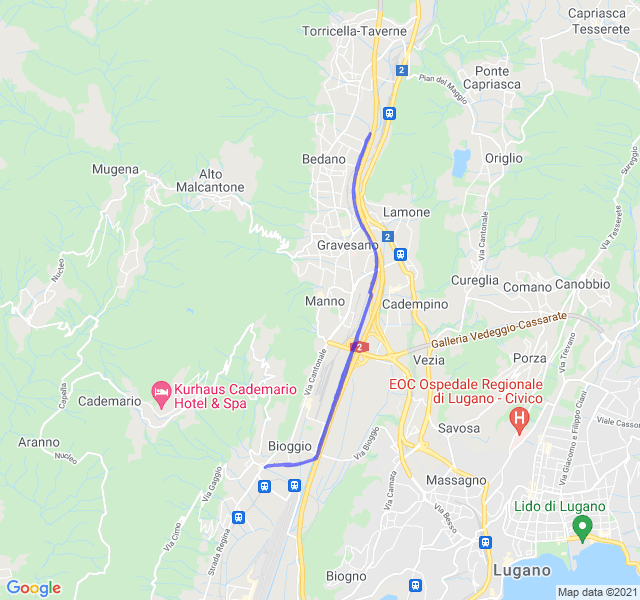 Capriasca
Tesserete
Torricella-Taverne
2
Pian del Maggio
Ponte
Capriasca
Sureggio
Bedano
Origlio
Mugena
Alto
Malcantone
Lamone
Via Cantonale
Via Tesserete
2
Gravesano
Nucleo
Cureglia
Comano
Canobbio
Manno
Cadempino
Galleria Vedeggio-Cassarate
2
Vezia
Porza
Via Trevano
Via Cantonale
Capella
Kurhaus Cademario
Hotel & Spa
EOC Ospedale Regionale
di Lugano - Civico
H
Cademario
Via Giacomo e Filippo Ciani
Viale Casson
Aranno
Nucleo
Bioggio
Via Bioggio
Savosa
Via Gaggio
Via Camara
Massagno
Via Besso
Lido di Lugano
Via Cimo
Strada Regina
Biogno
Lugano
Google
Map data ©2021